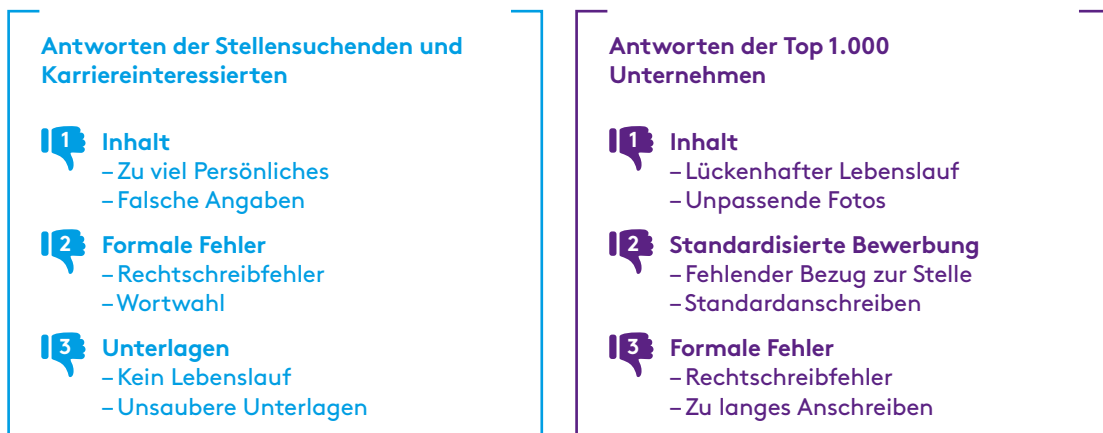 Antworten der Stellensuchenden und
Karriereinteressierten
1 Inhalt
– Zu viel Persönliches
– Falsche Angaben
2 Formale Fehler
– Rechtschreibfehler
– Wortwahl
3 Unterlagen
– Kein Lebenslauf
– Unsaubere Unterlagen
Antworten der Top 1.000
Unternehmen
1 Inhalt
– Lückenhafter Lebenslauf
– Unpassende Fotos
2 Standardisierte Bewerbung
– Fehlender Bezug zur Stelle
– Standardanschreiben
3 Formale Fehler
– Rechtschreibfehler
– Zu langes Anschreiben